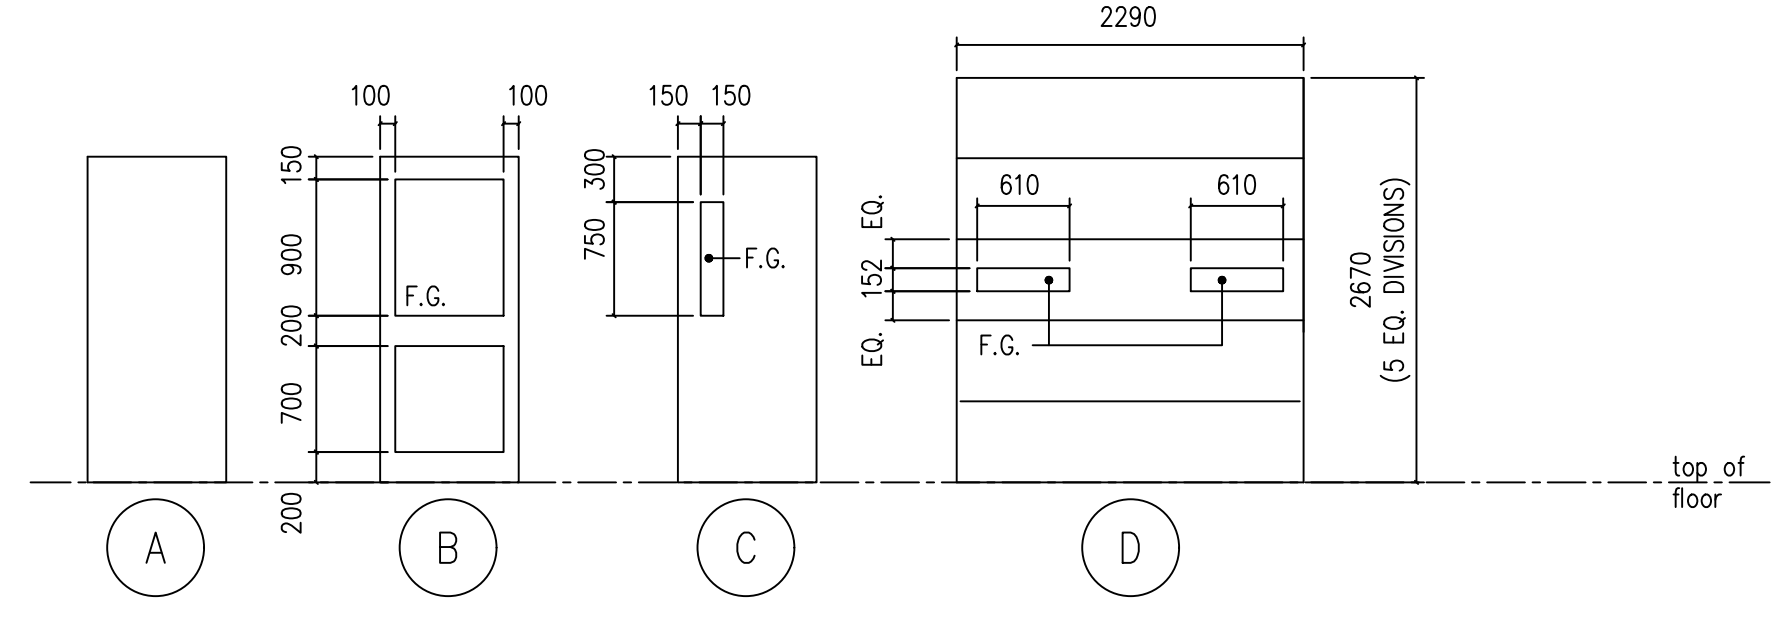 2290
100
100
150
150
150
900
200
700
200
F.G.
300
750
F.G.
EQ.
152
EQ.
610
610
F.G.
2670
(5 EQ. DIVISIONS)
top of
floor
A
B
C
D